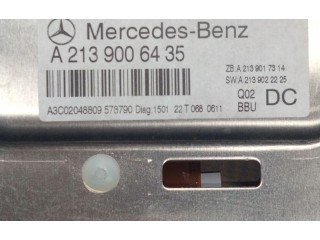 Mercedes-Benz
A 213 900 64 35
ZB:A 213 901 73 14
SW:A 213 902 22 25
Q02 DC
A3C02048809 578790 Diag:1501 22 T 068 0611 BBU